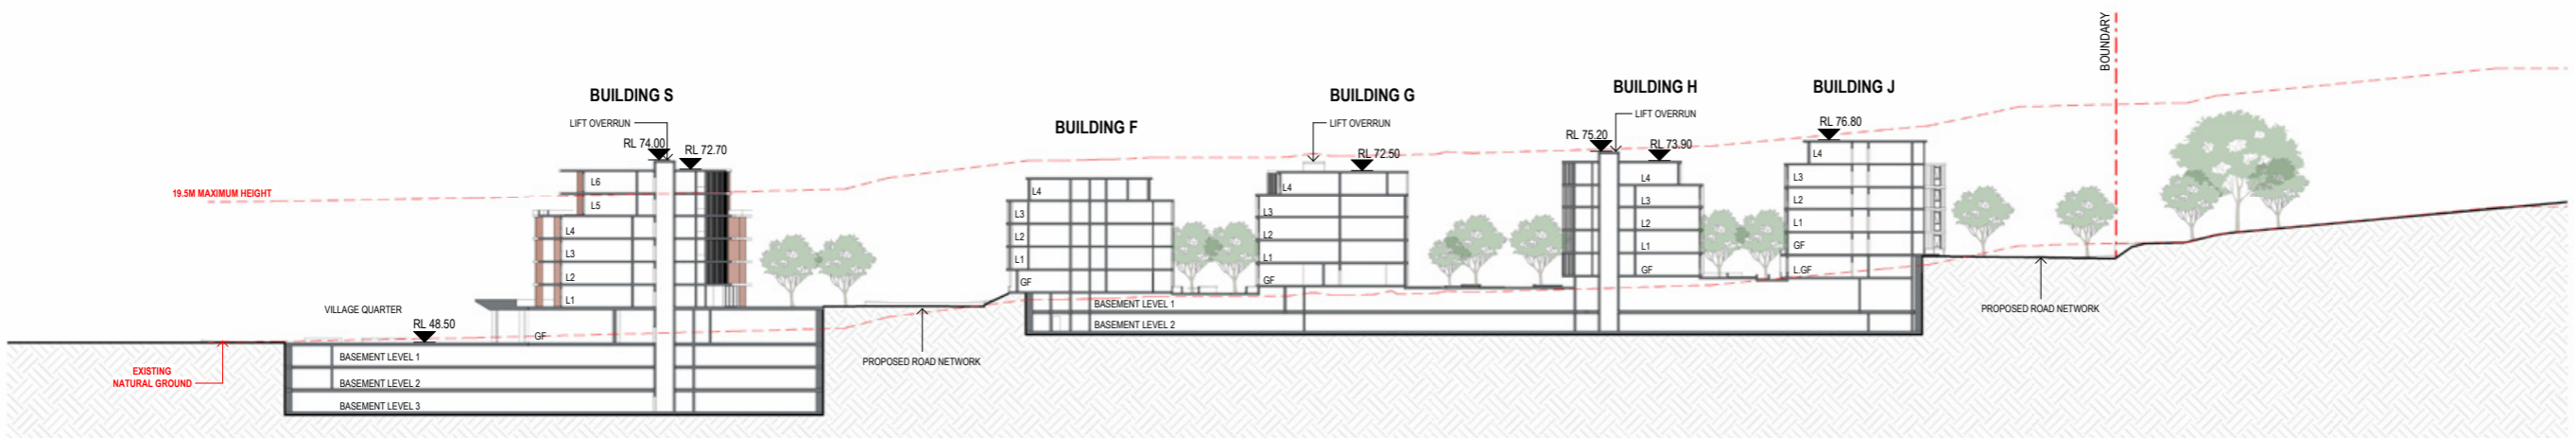 BOUNDARY
BUILDING S
LIFT OVERRUN
RL 74.00
RL 72.70
19.5M MAXIMUM HEIGHT
L6
L5
L4
L3
L2
L1
VILLAGE QUARTER
RL 48.50
GF
BASEMENT LEVEL 1
BASEMENT LEVEL 2
BASEMENT LEVEL 3
EXISTING
NATURAL GROUND
PROPOSED ROAD NETWORK
BUILDING F
L4
L3
L2
L1
GF
BASEMENT LEVEL 1
BASEMENT LEVEL 2
BUILDING G
LIFT OVERRUN
RL 72.50
L4
L3
L2
L1
GF
BUILDING H
LIFT OVERRUN
RL 75.20
RL 73.90
L4
L3
L2
L1
GF
BUILDING J
RL 76.80
L4
L3
L2
L1
GF
L.GF
PROPOSED ROAD NETWORK